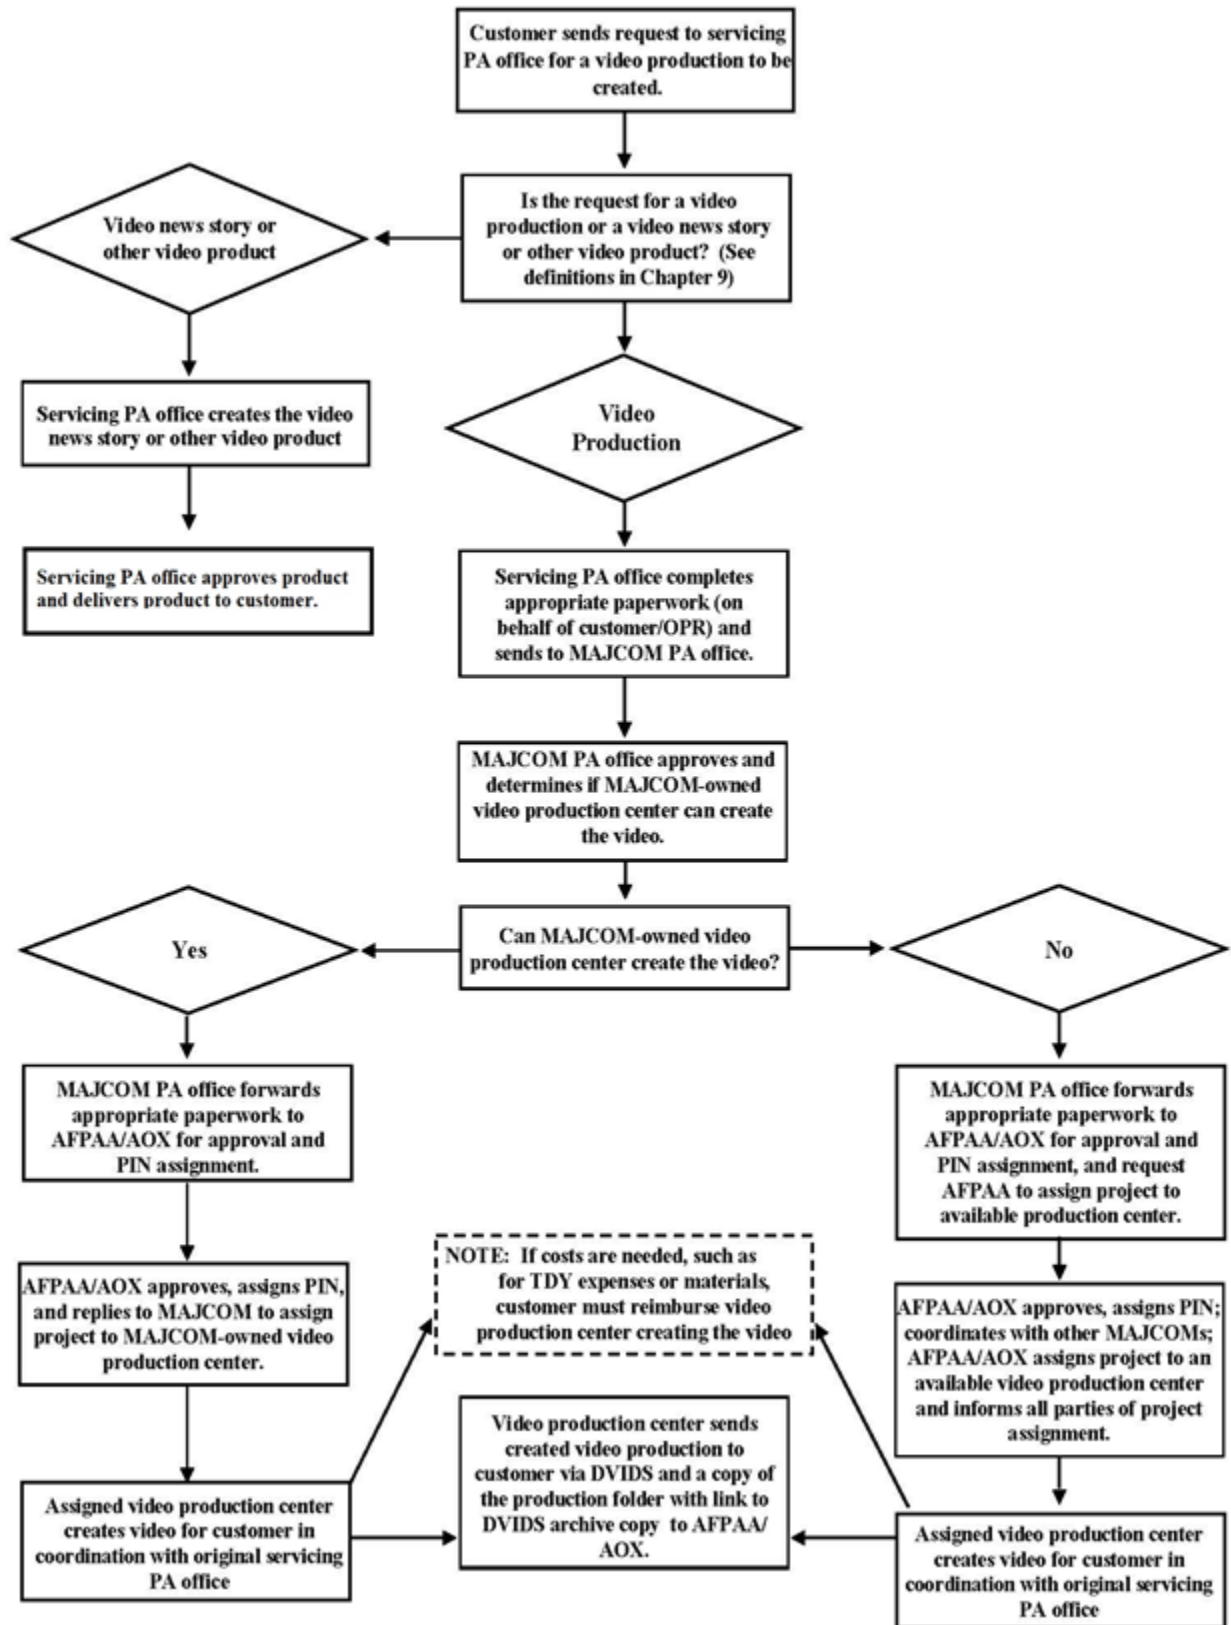 Customer sends request to servicing
PA office for a video production to be
created.
Is the request for a video
production or a video news story
or other video product?  (See
definitions in Chapter 9)
Video news story or
other video product
Servicing PA office creates the video
news story or other video product
Servicing PA office approves product
and delivers product to customer.
Video
Production
Servicing PA office completes
appropriate paperwork (on
behalf of customer/OPR) and
sends to MAJCOM PA office.
MAJCOM PA office approves and
determines if MAJCOM-owned
video production center can create
the video.
Can MAJCOM-owned video
production center create the video?
Yes
No
MAJCOM PA office forwards
appropriate paperwork to
AFPAA/AOX for approval and
PIN assignment.
AFPAA/AOX approves, assigns PIN,
and replies to MAJCOM to assign
project to MAJCOM-owned video
production center.
Assigned video production center
creates video for customer in
coordination with original servicing
PA office
MAJCOM PA office forwards
appropriate paperwork to
AFPAA/AOX for approval and
PIN assignment, and request
AFPAA to assign project to
available production center.
AFPAA/AOX approves, assigns PIN;
coordinates with other MAJCOMs;
AFPAA/AOX assigns project to an
available video production center
and informs all parties of project
assignment.
Assigned video production center
creates video for customer in
coordination with original servicing
PA office
NOTE:  If costs are needed, such as
for TDY expenses or materials,
customer must reimburse video
production center creating the video
Video production center sends
created video production to
customer via DVIDS and a copy of
the production folder with link to
DVIDS archive copy  to AFPAA/
AOX.